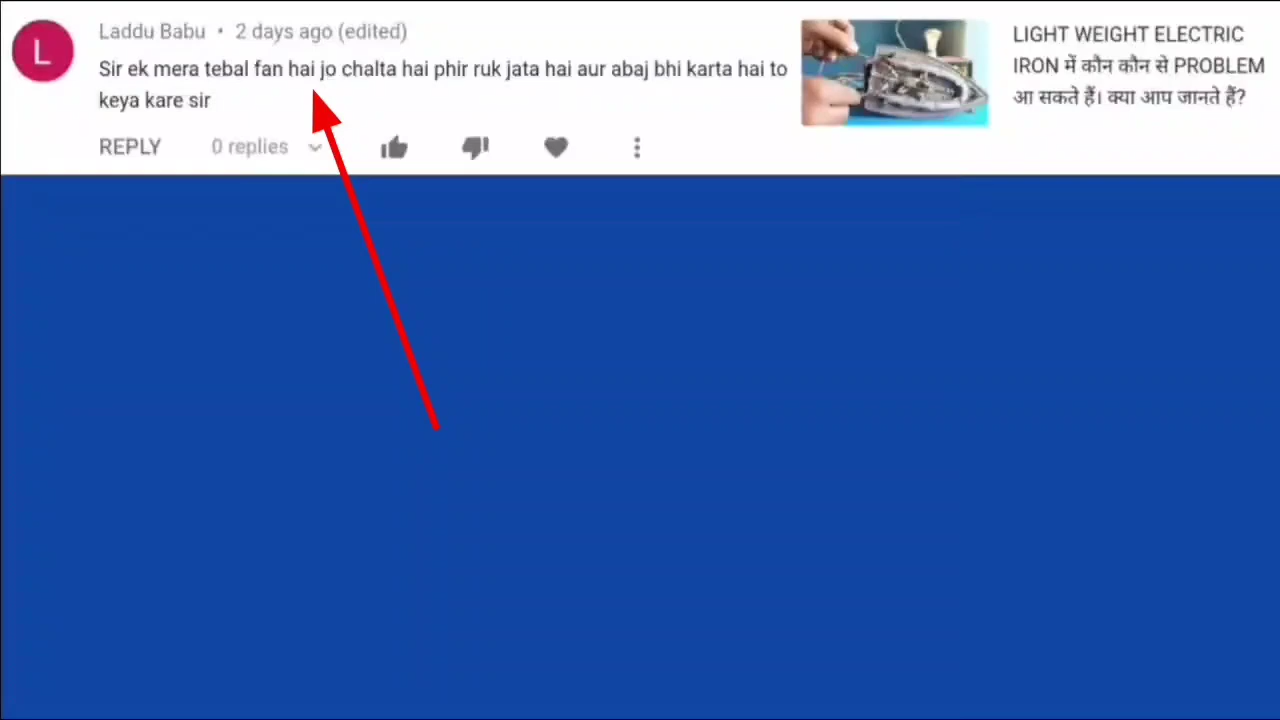 L
Laddu Babu • 2 days ago (edited)
Sir ek mera tebal fan hai jo chalta hai phir ruk jata hai aur abaj bhi karta hai to
keya kare sir
REPLY 0 replies
LIGHT WEIGHT ELECTRIC
IRON में कौन कौन से PROBLEM
आ सकते हैं। क्या आप जानते हैं?